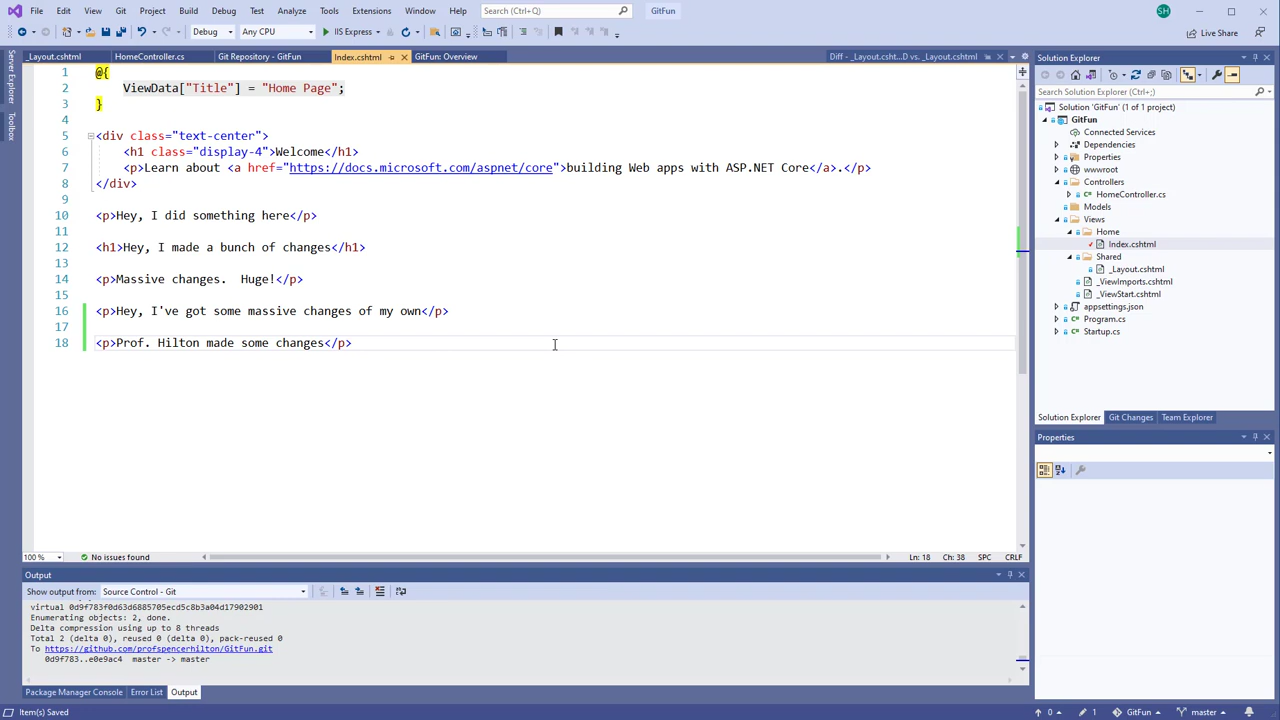 File Edit View Git Project Build Debug Test Analyze Tools Extensions Window Help Search (Ctrl+Q) GitFun SH
Debug Any CPU IIS Express Live Share
Server Explorer
Toolbox
_Layout.cshtml HomeController.cs Git Repository - GitFun Index.cshtml GitFun: Overview Diff - _Layout.csht...D vs. _Layout.cshtml
1 @{
2 ViewData["Title"] = "Home Page";
3 }
4
5 <div class="text-center">
6 <h1 class="display-4">Welcome</h1>
7 <p>Learn about <a href="https://docs.microsoft.com/aspnet/core">building Web apps with ASP.NET Core</a>.</p>
8 </div>
9
10 <p>Hey, I did something here</p>
11
12 <h1>Hey, I made a bunch of changes</h1>
13
14 <p>Massive changes.  Huge!</p>
15
16 <p>Hey, I've got some massive changes of my own</p>
17
18 <p>Prof. Hilton made some changes</p>
100 % No issues found Ln: 18 Ch: 38 SPC CRLF
Output
Show output from: Source Control - Git
virtual 0d9f783f0d63d6885705ecd5c8b3a04d17902901
Enumerating objects: 2, done.
Delta compression using up to 8 threads
Total 2 (delta 0), reused 0 (delta 0), pack-reused 0
To https://github.com/profspencerhilton/GitFun.git
0d9f783..e0e9ac4 master -> master
Package Manager Console Error List Output
Solution Explorer
Search Solution Explorer (Ctrl+;)
Solution 'GitFun' (1 of 1 project)
GitFun
Connected Services
Dependencies
Properties
wwwroot
Controllers
HomeController.cs
Models
Views
Home
Index.cshtml
Shared
_Layout.cshtml
_ViewImports.cshtml
_ViewStart.cshtml
appsettings.json
Program.cs
Startup.cs
Solution Explorer Git Changes Team Explorer
Properties
Item(s) Saved 0 1 GitFun master